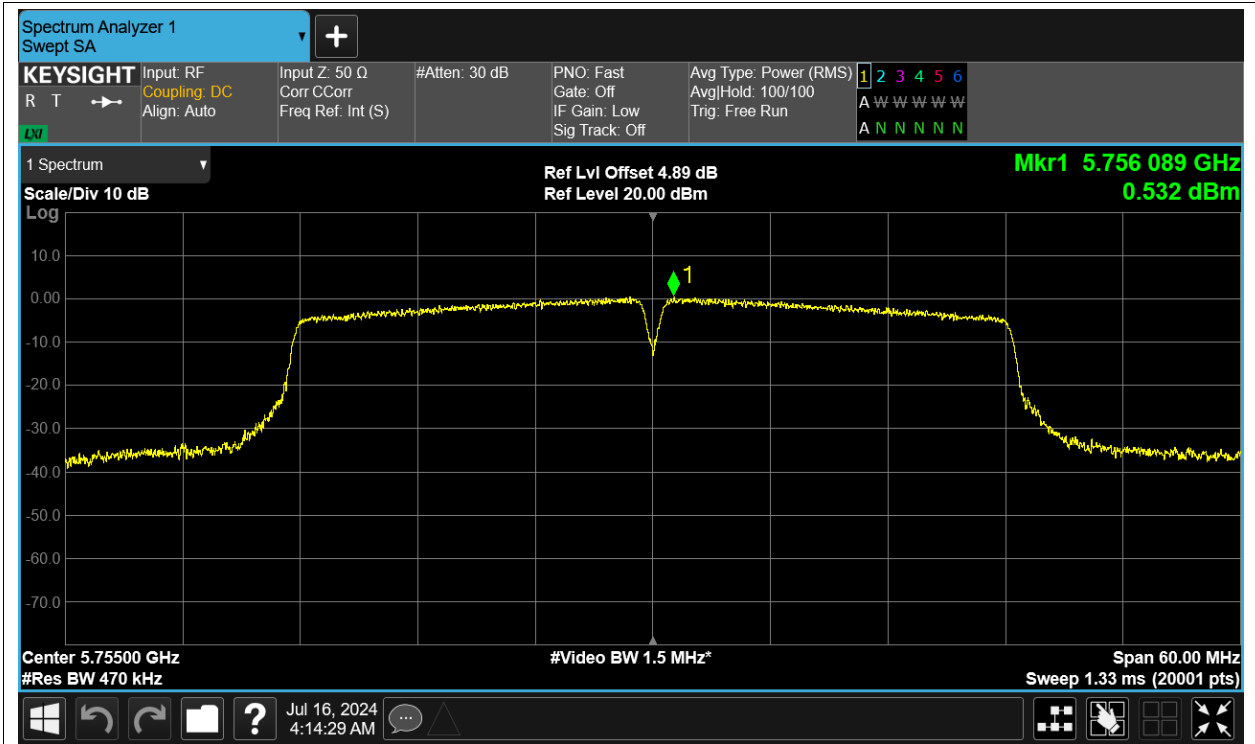 Spectrum Analyzer 1
Swept SA
▼
+
KEYSIGHT
R T
LXI
Input: RF
Coupling: DC
Align: Auto
Input Z: 50 Ω
Corr CCorr
Freq Ref: Int (S)
#Atten: 30 dB
PNO: Fast
Gate: Off
IF Gain: Low
Sig Track: Off
Avg Type: Power (RMS)
Avg|Hold: 100/100
Trig: Free Run
1 2 3 4 5 6
A W W W W W
A N N N N N
1 Spectrum
▼
Scale/Div 10 dB
Log
Ref Lvl Offset 4.89 dB
Ref Level 20.00 dBm
Mkr1 5.756 089 GHz
0.532 dBm
1
10.0
0.00
-10.0
-20.0
-30.0
-40.0
-50.0
-60.0
-70.0
Center 5.75500 GHz
#Res BW 470 kHz
#Video BW 1.5 MHz*
Span 60.00 MHz
Sweep 1.33 ms (20001 pts)
?
Jul 16, 2024
4:14:29 AM